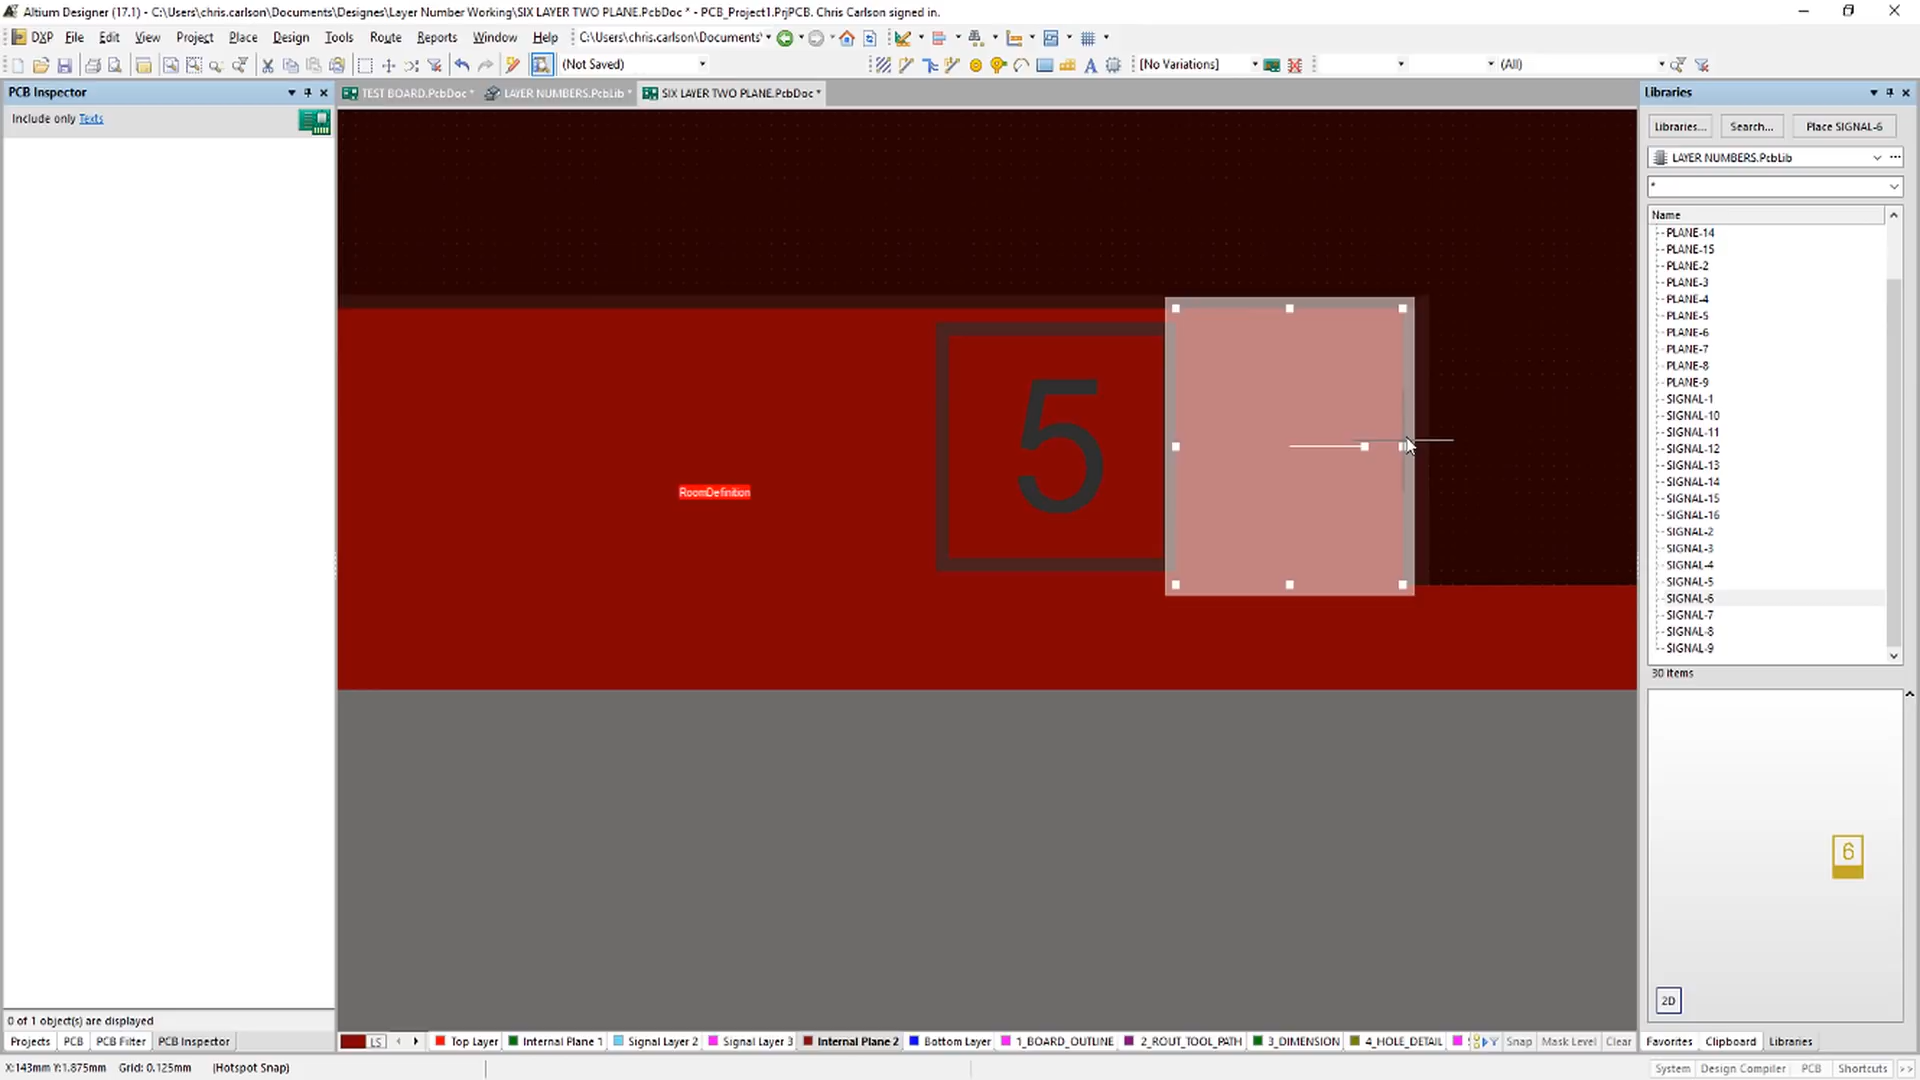 Altium Designer (17.1) - C:\Users\chris.carlson\Documents\Designes\Layer Number Working\SIX LAYER TWO PLANE.PcbDoc * - PCB_Project1.PrjPCB. Chris Carlson signed in.
DXP File Edit View Project Place Design Tools Route Reports Window Help C:\Users\chris.carlson\Documents\
(Not Saved) [No Variations] (All)
PCB Inspector
TEST BOARD.PcbDoc * LAYER NUMBERS.PcbLib * SIX LAYER TWO PLANE.PcbDoc *
Libraries
Include only Texts
Libraries... Search... Place SIGNAL-6
LAYER NUMBERS.PcbLib
*
Name
PLANE-14
PLANE-15
PLANE-2
PLANE-3
PLANE-4
PLANE-5
PLANE-6
PLANE-7
PLANE-8
PLANE-9
SIGNAL-1
SIGNAL-10
SIGNAL-11
SIGNAL-12
SIGNAL-13
SIGNAL-14
SIGNAL-15
SIGNAL-16
SIGNAL-2
SIGNAL-3
SIGNAL-4
SIGNAL-5
SIGNAL-6
SIGNAL-7
SIGNAL-8
SIGNAL-9
30 items
5
RoomDefinition
6
2D
0 of 1 object(s) are displayed
Projects PCB PCB Filter PCB Inspector
LS Top Layer Internal Plane 1 Signal Layer 2 Signal Layer 3 Internal Plane 2 Bottom Layer 1_BOARD_OUTLINE 2_ROUT_TOOL_PATH 3_DIMENSION 4_HOLE_DETAIL Snap Mask Level Clear
Favorites Clipboard Libraries
X:143mm Y:1.875mm Grid: 0.125mm (Hotspot Snap)
System Design Compiler PCB Shortcuts >>